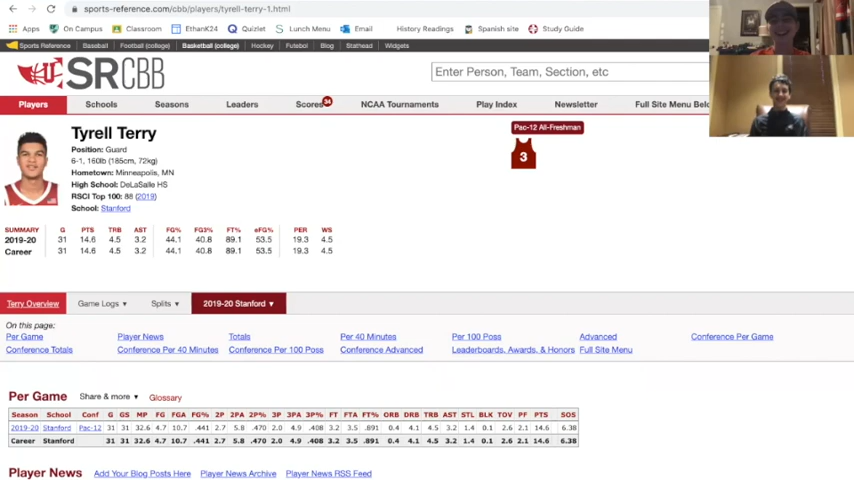 sports-reference.com/cbb/players/tyrell-terry-1.html
Apps On Campus Classroom EthanK24 Quizlet Lunch Menu Email History Readings Spanish site Study Guide
Sports Reference Baseball Football (college) Basketball (college) Hockey Futebol Blog Stathead Widgets
SRCBB
Enter Person, Team, Section, etc
Players Schools Seasons Leaders Scores 34 NCAA Tournaments Play Index Newsletter Full Site Menu Below
Tyrell Terry
Position: Guard
6-1, 160lb (185cm, 72kg)
Hometown: Minneapolis, MN
High School: DeLaSalle HS
RSCI Top 100: 88 (2019)
School: Stanford
Pac-12 All-Freshman
3
SUMMARY G PTS TRB AST FG% FG3% FT% eFG% PER WS
2019-20 31 14.6 4.5 3.2 44.1 40.8 89.1 53.5 19.3 4.5
Career 31 14.6 4.5 3.2 44.1 40.8 89.1 53.5 19.3 4.5
Terry Overview Game Logs ▼ Splits ▼ 2019-20 Stanford ▼
On this page:
Per Game Player News Totals Per 40 Minutes Per 100 Poss Advanced Conference Per Game
Conference Totals Conference Per 40 Minutes Conference Per 100 Poss Conference Advanced Leaderboards, Awards, & Honors Full Site Menu
Per Game Share & more ▼ Glossary
Season School Conf G GS MP FG FGA FG% 2P 2PA 2P% 3P 3PA 3P% FT FTA FT% ORB DRB TRB AST STL BLK TOV PF PTS SOS
2019-20 Stanford Pac-12 31 31 32.6 4.7 10.7 .441 2.7 5.8 .470 2.0 4.9 .408 3.2 3.5 .891 0.4 4.1 4.5 3.2 1.4 0.1 2.6 2.1 14.6 6.38
Career Stanford 31 31 32.6 4.7 10.7 .441 2.7 5.8 .470 2.0 4.9 .408 3.2 3.5 .891 0.4 4.1 4.5 3.2 1.4 0.1 2.6 2.1 14.6 6.38
Player News Add Your Blog Posts Here Player News Archive Player News RSS Feed